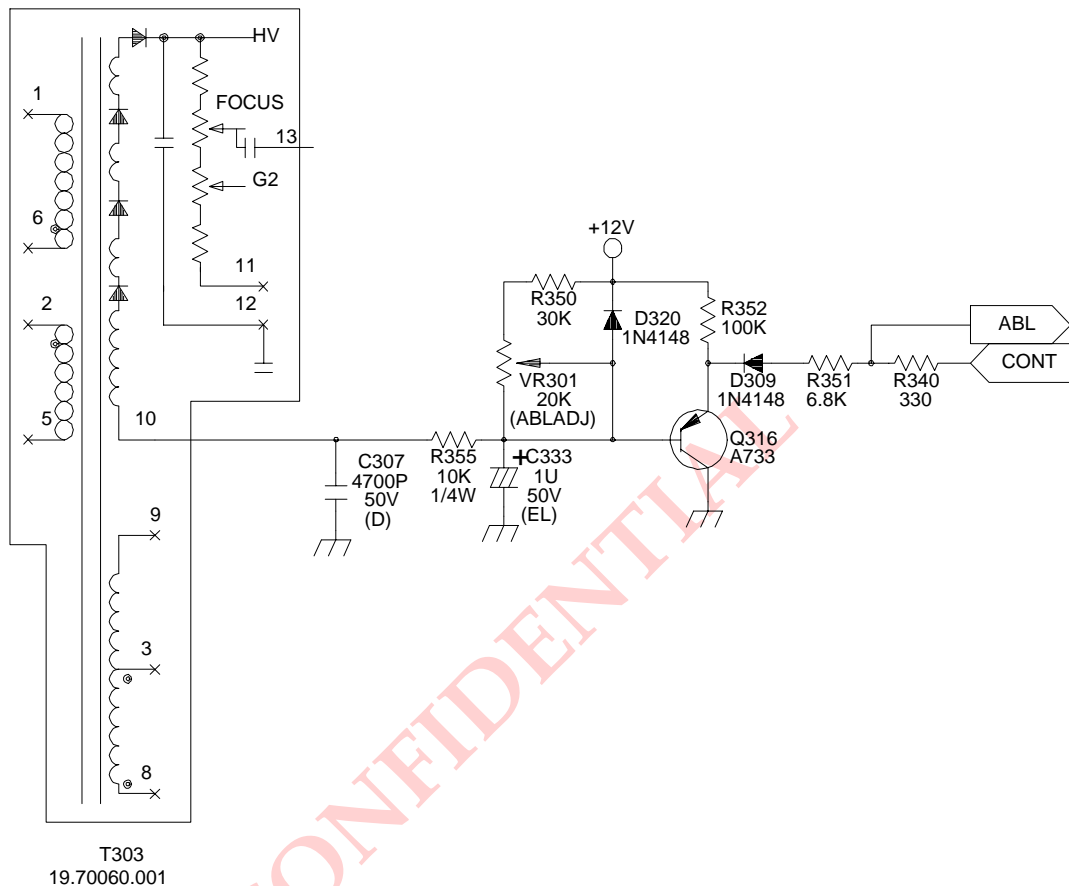 HV
1
FOCUS
13
G2
6
+12V
11
R350
30K
D320
1N4148
R352
100K
2
12
ABL
CONT
VR301
20K
(ABLADJ)
D309
1N4148
R351
6.8K
R340
330
5
10
C307
4700P
50V
(D)
R355
10K
1/4W
+
C333
1U
50V
(EL)
Q316
A733
9
3
8
T303
19.70060.001
CONFIDENTIAL